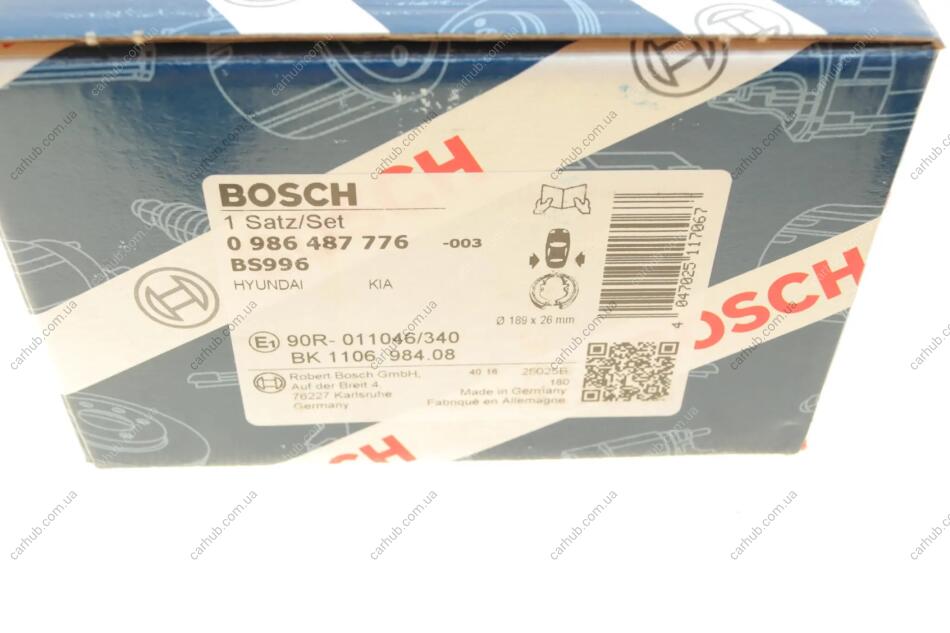 BOSCH
1 Satz/Set
0 986 487 776 -003
BS996
HYUNDAI KIA
Ø 189 x 26 mm
4 047025 117067
E1 90R- 011046/340
BK 1106, 984.08
Robert Bosch GmbH,
Auf der Breit 4,
76227 Karlsruhe
Germany
40 16
180
Made in Germany
Fabriqué en Allemagne
BOSCH
OSCH
CH
carhub.com.ua